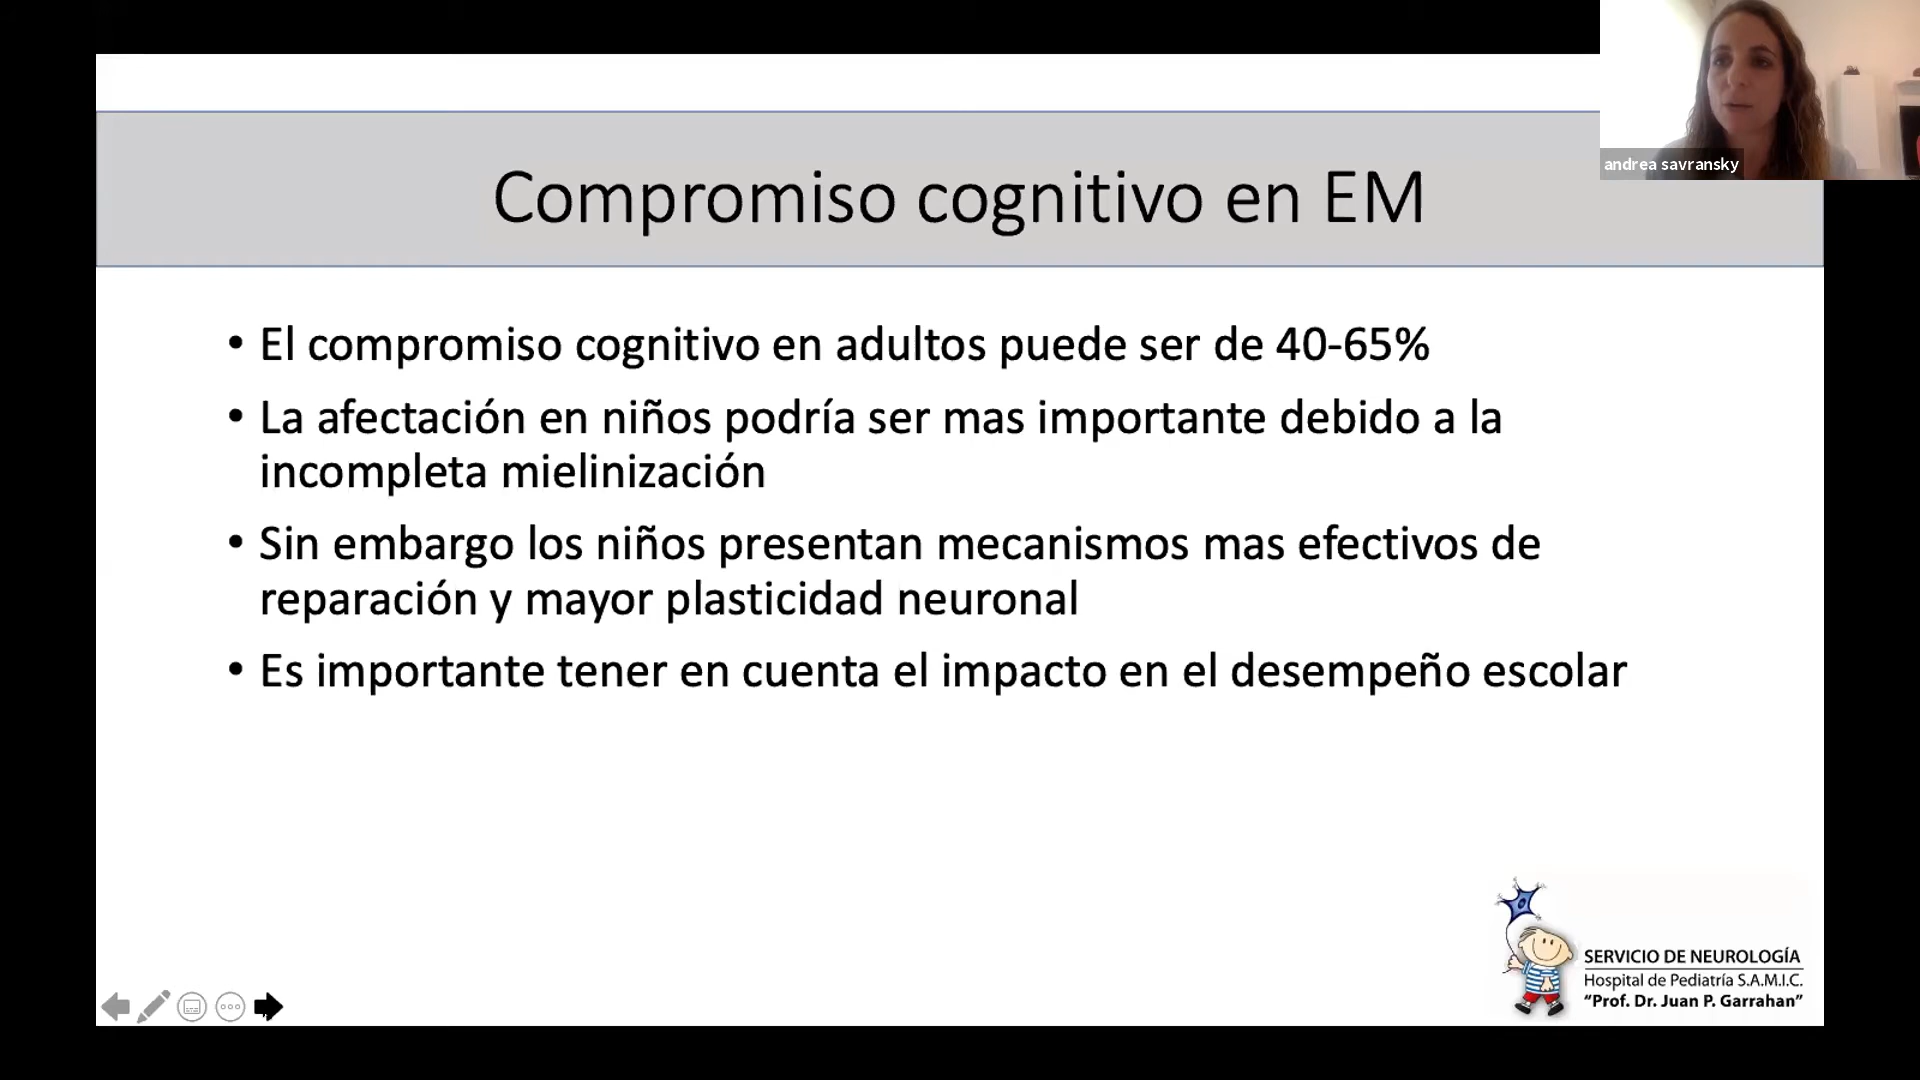 andrea savransky
Compromiso cognitivo en EM
• El compromiso cognitivo en adultos puede ser de 40-65%
• La afectación en niños podría ser mas importante debido a la
incompleta mielinización
• Sin embargo los niños presentan mecanismos mas efectivos de
reparación y mayor plasticidad neuronal
• Es importante tener en cuenta el impacto en el desempeño escolar
SERVICIO DE NEUROLOGÍA
Hospital de Pediatría S.A.M.I.C.
“Prof. Dr. Juan P. Garrahan”